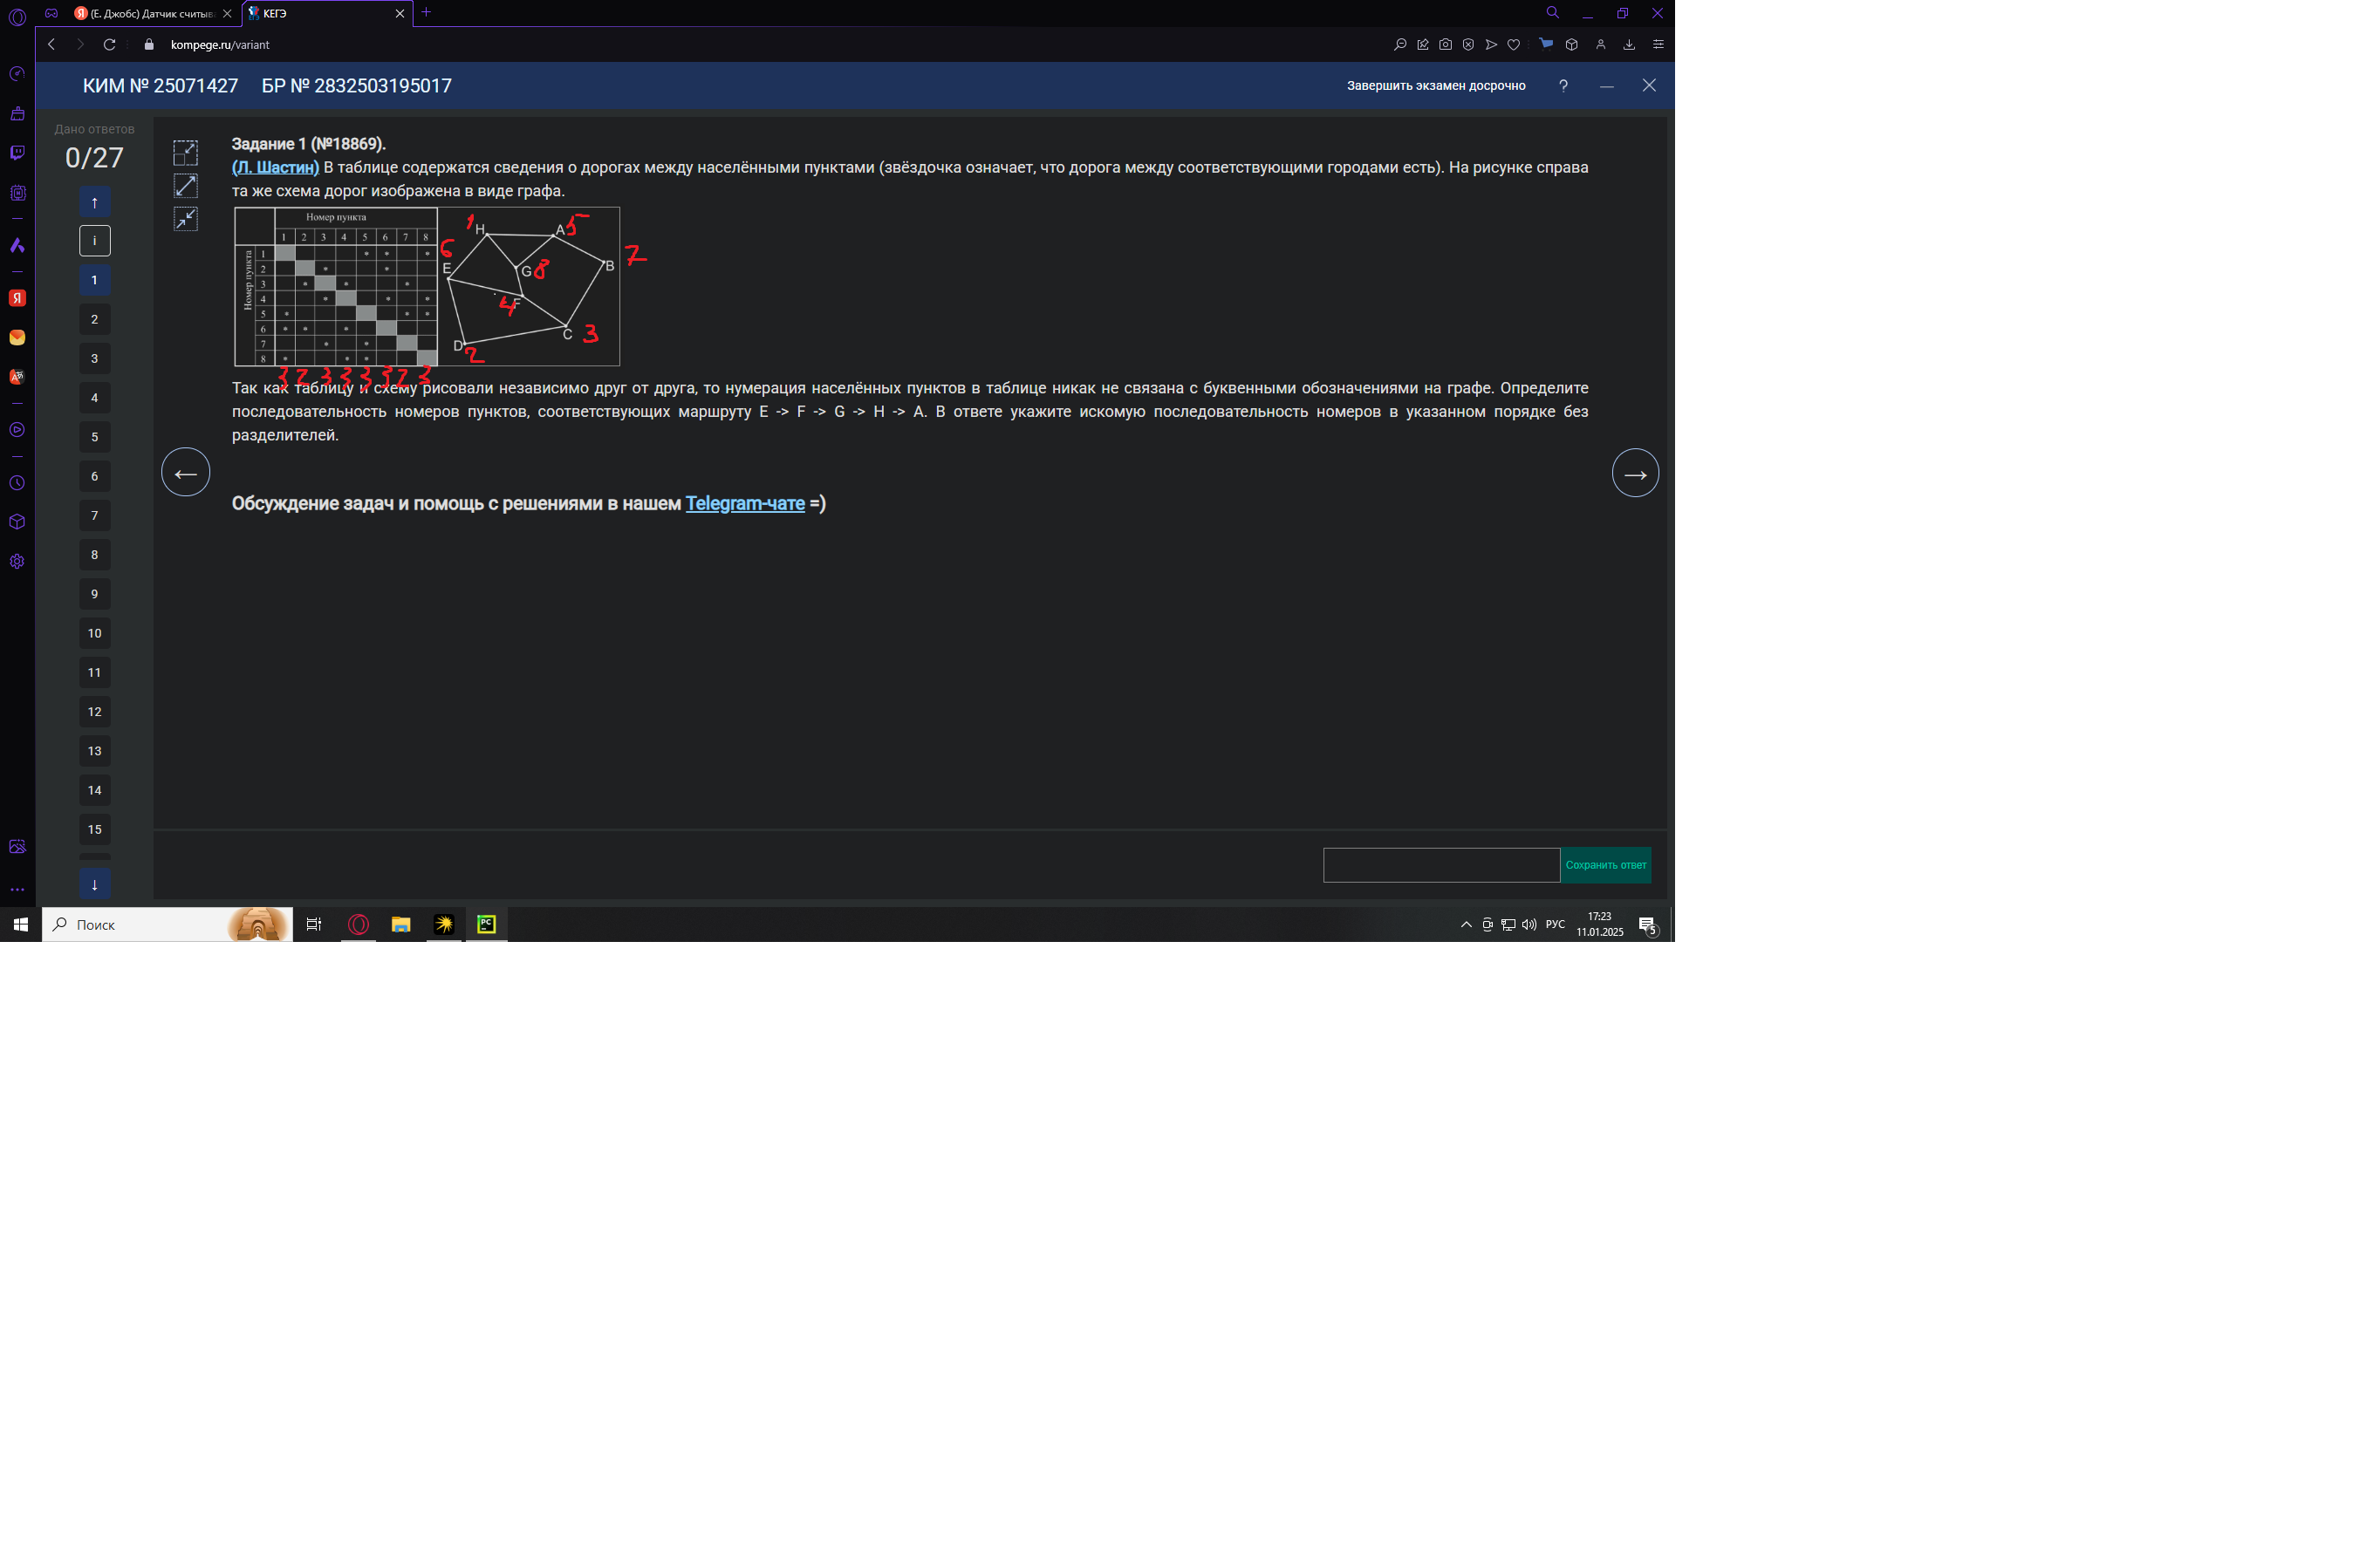 (Е. Джобс) Датчик считыв
КЕГЭ
kompege.ru/variant
КИМ № 25071427 БР № 2832503195017
Завершить экзамен досрочно ?
Дано ответов
0/27
↑
i
1
2
3
4
5
6
7
8
9
10
11
12
13
14
15
↓
Задание 1 (№18869).
(Л. Шастин) В таблице содержатся сведения о дорогах между населёнными пунктами (звёздочка означает, что дорога между соответствующими городами есть). На рисунке справа
та же схема дорог изображена в виде графа.
Номер пункта
1 2 3 4 5 6 7 8
Номер пункта
1 * * *
2 * *
3 * * *
4 * * *
5 * * *
6 * * *
7 * *
8 * * *
3 2 3 3 3 3 2 3
1 H
A 5
7
B
6
E
G 8
4 F
C 3
D 2
Так как таблицу и схему рисовали независимо друг от друга, то нумерация населённых пунктов в таблице никак не связана с буквенными обозначениями на графе. Определите
последовательность номеров пунктов, соответствующих маршруту E -> F -> G -> H -> A. В ответе укажите искомую последовательность номеров в указанном порядке без
разделителей.
←
→
Обсуждение задач и помощь с решениями в нашем Telegram-чате =)
Сохранить ответ
Поиск
PC
РУС
17:23
11.01.2025
5